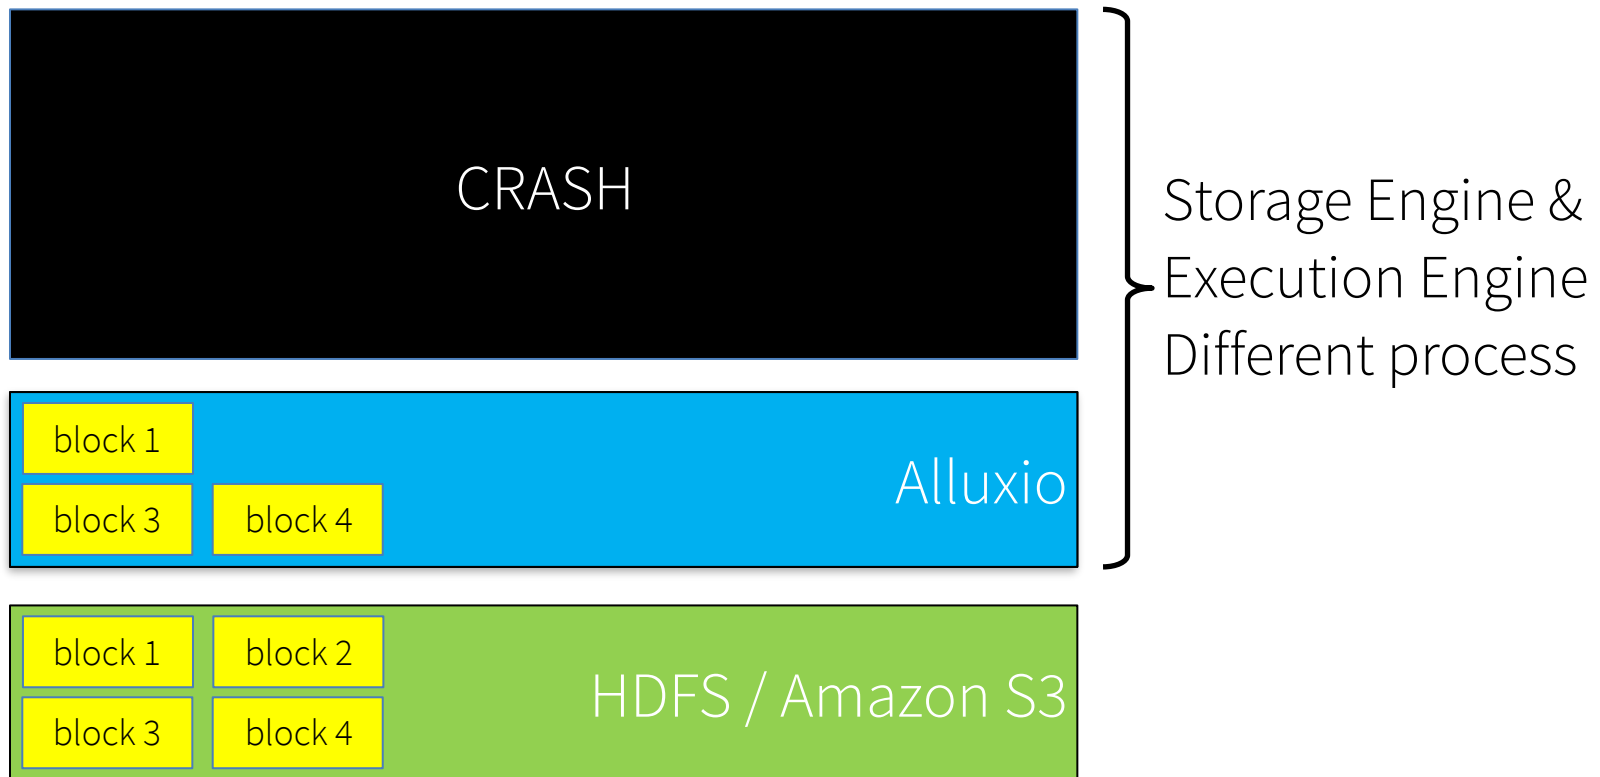 CRASH
Storage Engine &
Execution Engine
Different process
block 1
Alluxio
block 3
block 4
block 1
block 2
HDFS / Amazon S3
block 3
block 4